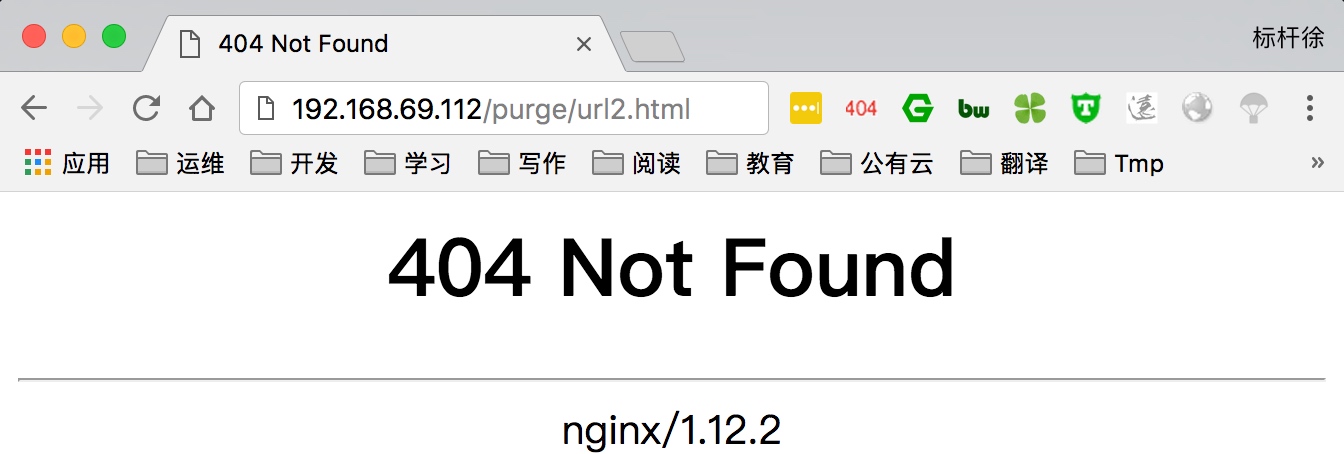 404 Not Found
标杆徐
192.168.69.112/purge/url2.html
404
bw
T
应用 运维 开发 学习 写作 阅读 教育 公有云 翻译 Tmp »
404 Not Found
nginx/1.12.2